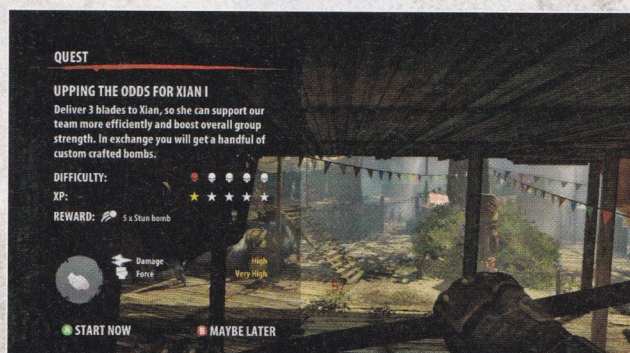 QUEST
UPPING THE ODDS FOR XIAN I
Deliver 3 blades to Xian, so she can support our
team more efficiently and boost overall group
strength. In exchange you will get a handful of
custom crafted bombs.
DIFFICULTY:
XP:
REWARD: 5 x Stun bomb
Damage High
Force Very High
A START NOW B MAYBE LATER